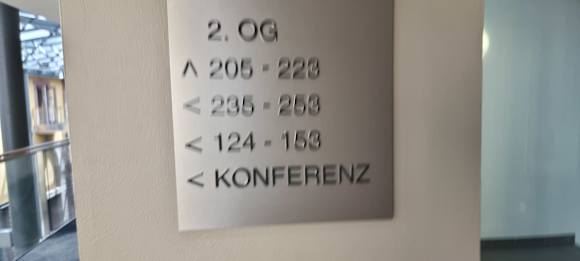 2. OG
^ 205 - 223
< 235 - 253
< 124 - 153
< KONFERENZ